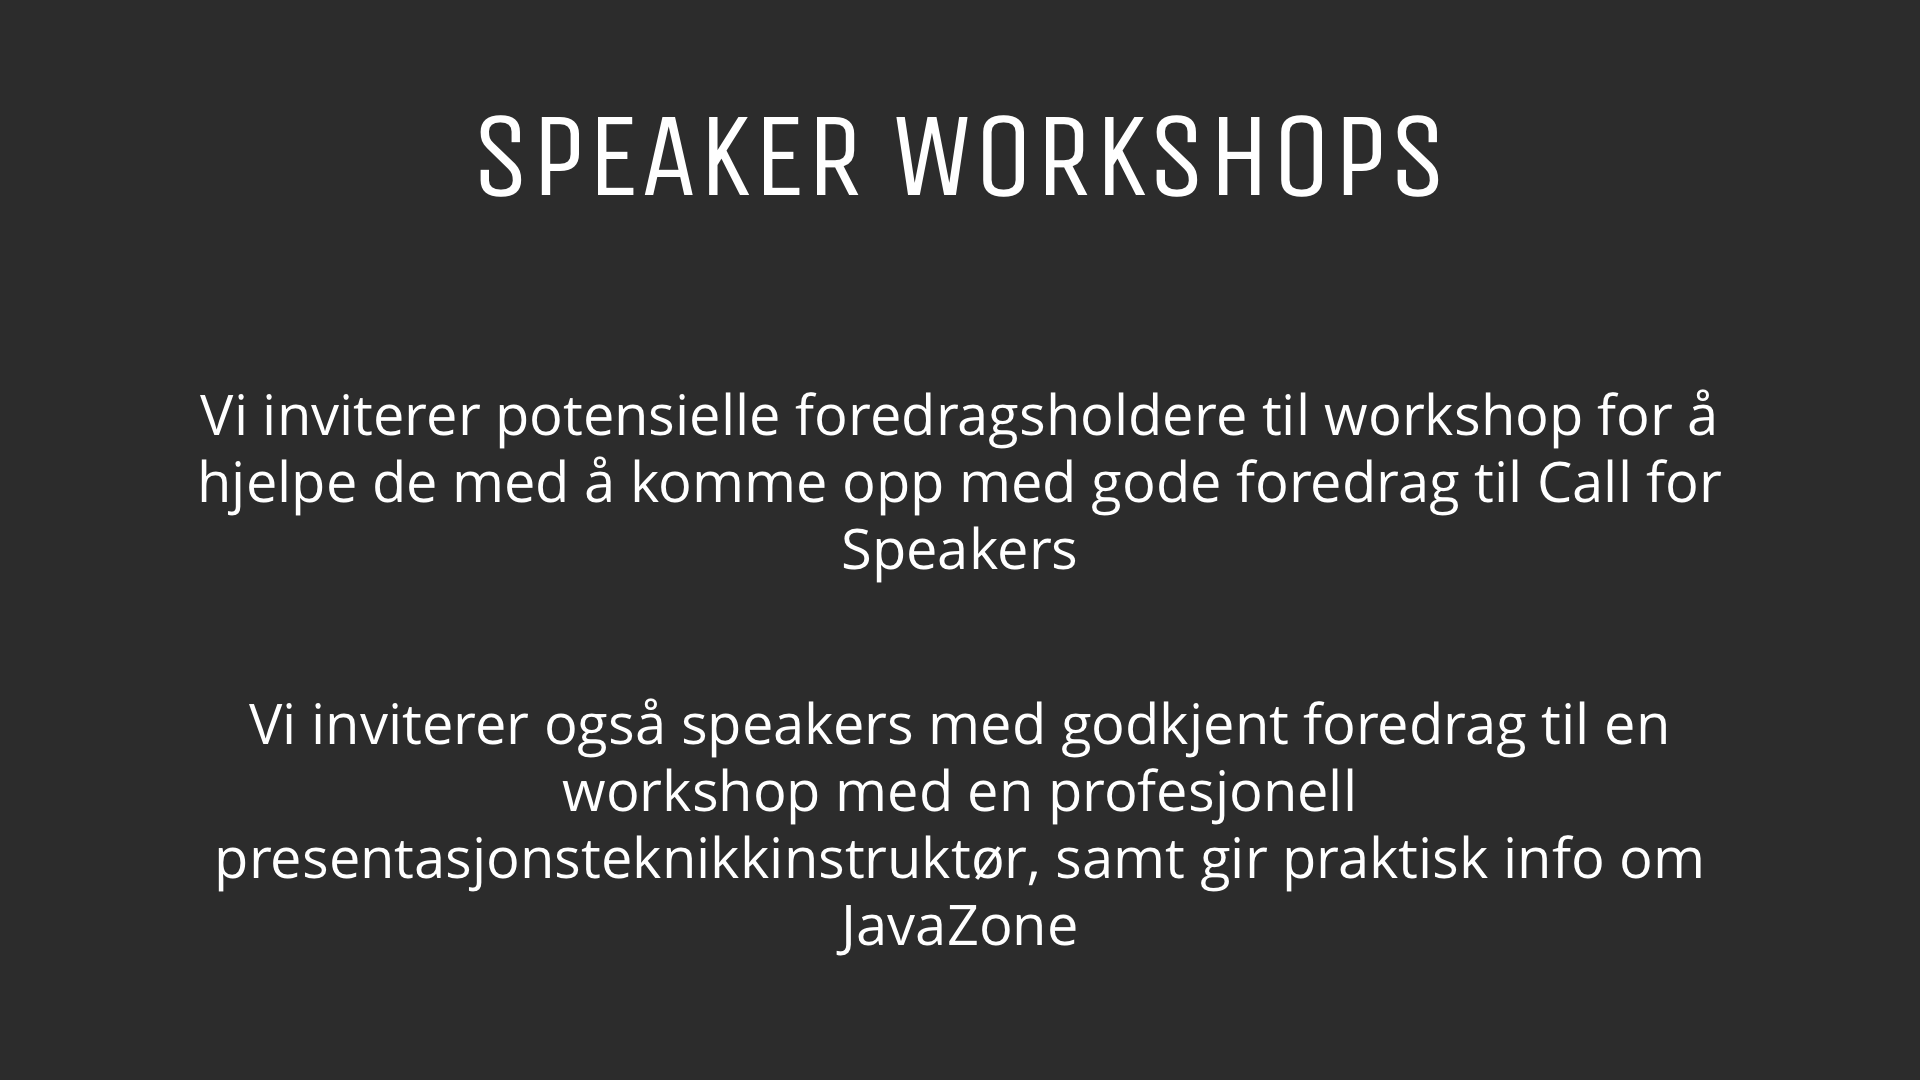 SPEAKER WORKSHOPS
Vi inviterer potensielle foredragsholdere til workshop for å
hjelpe de med å komme opp med gode foredrag til Call for
Speakers
Vi inviterer også speakers med godkjent foredrag til en
workshop med en profesjonell
presentasjonsteknikkinstruktør, samt gir praktisk info om
JavaZone